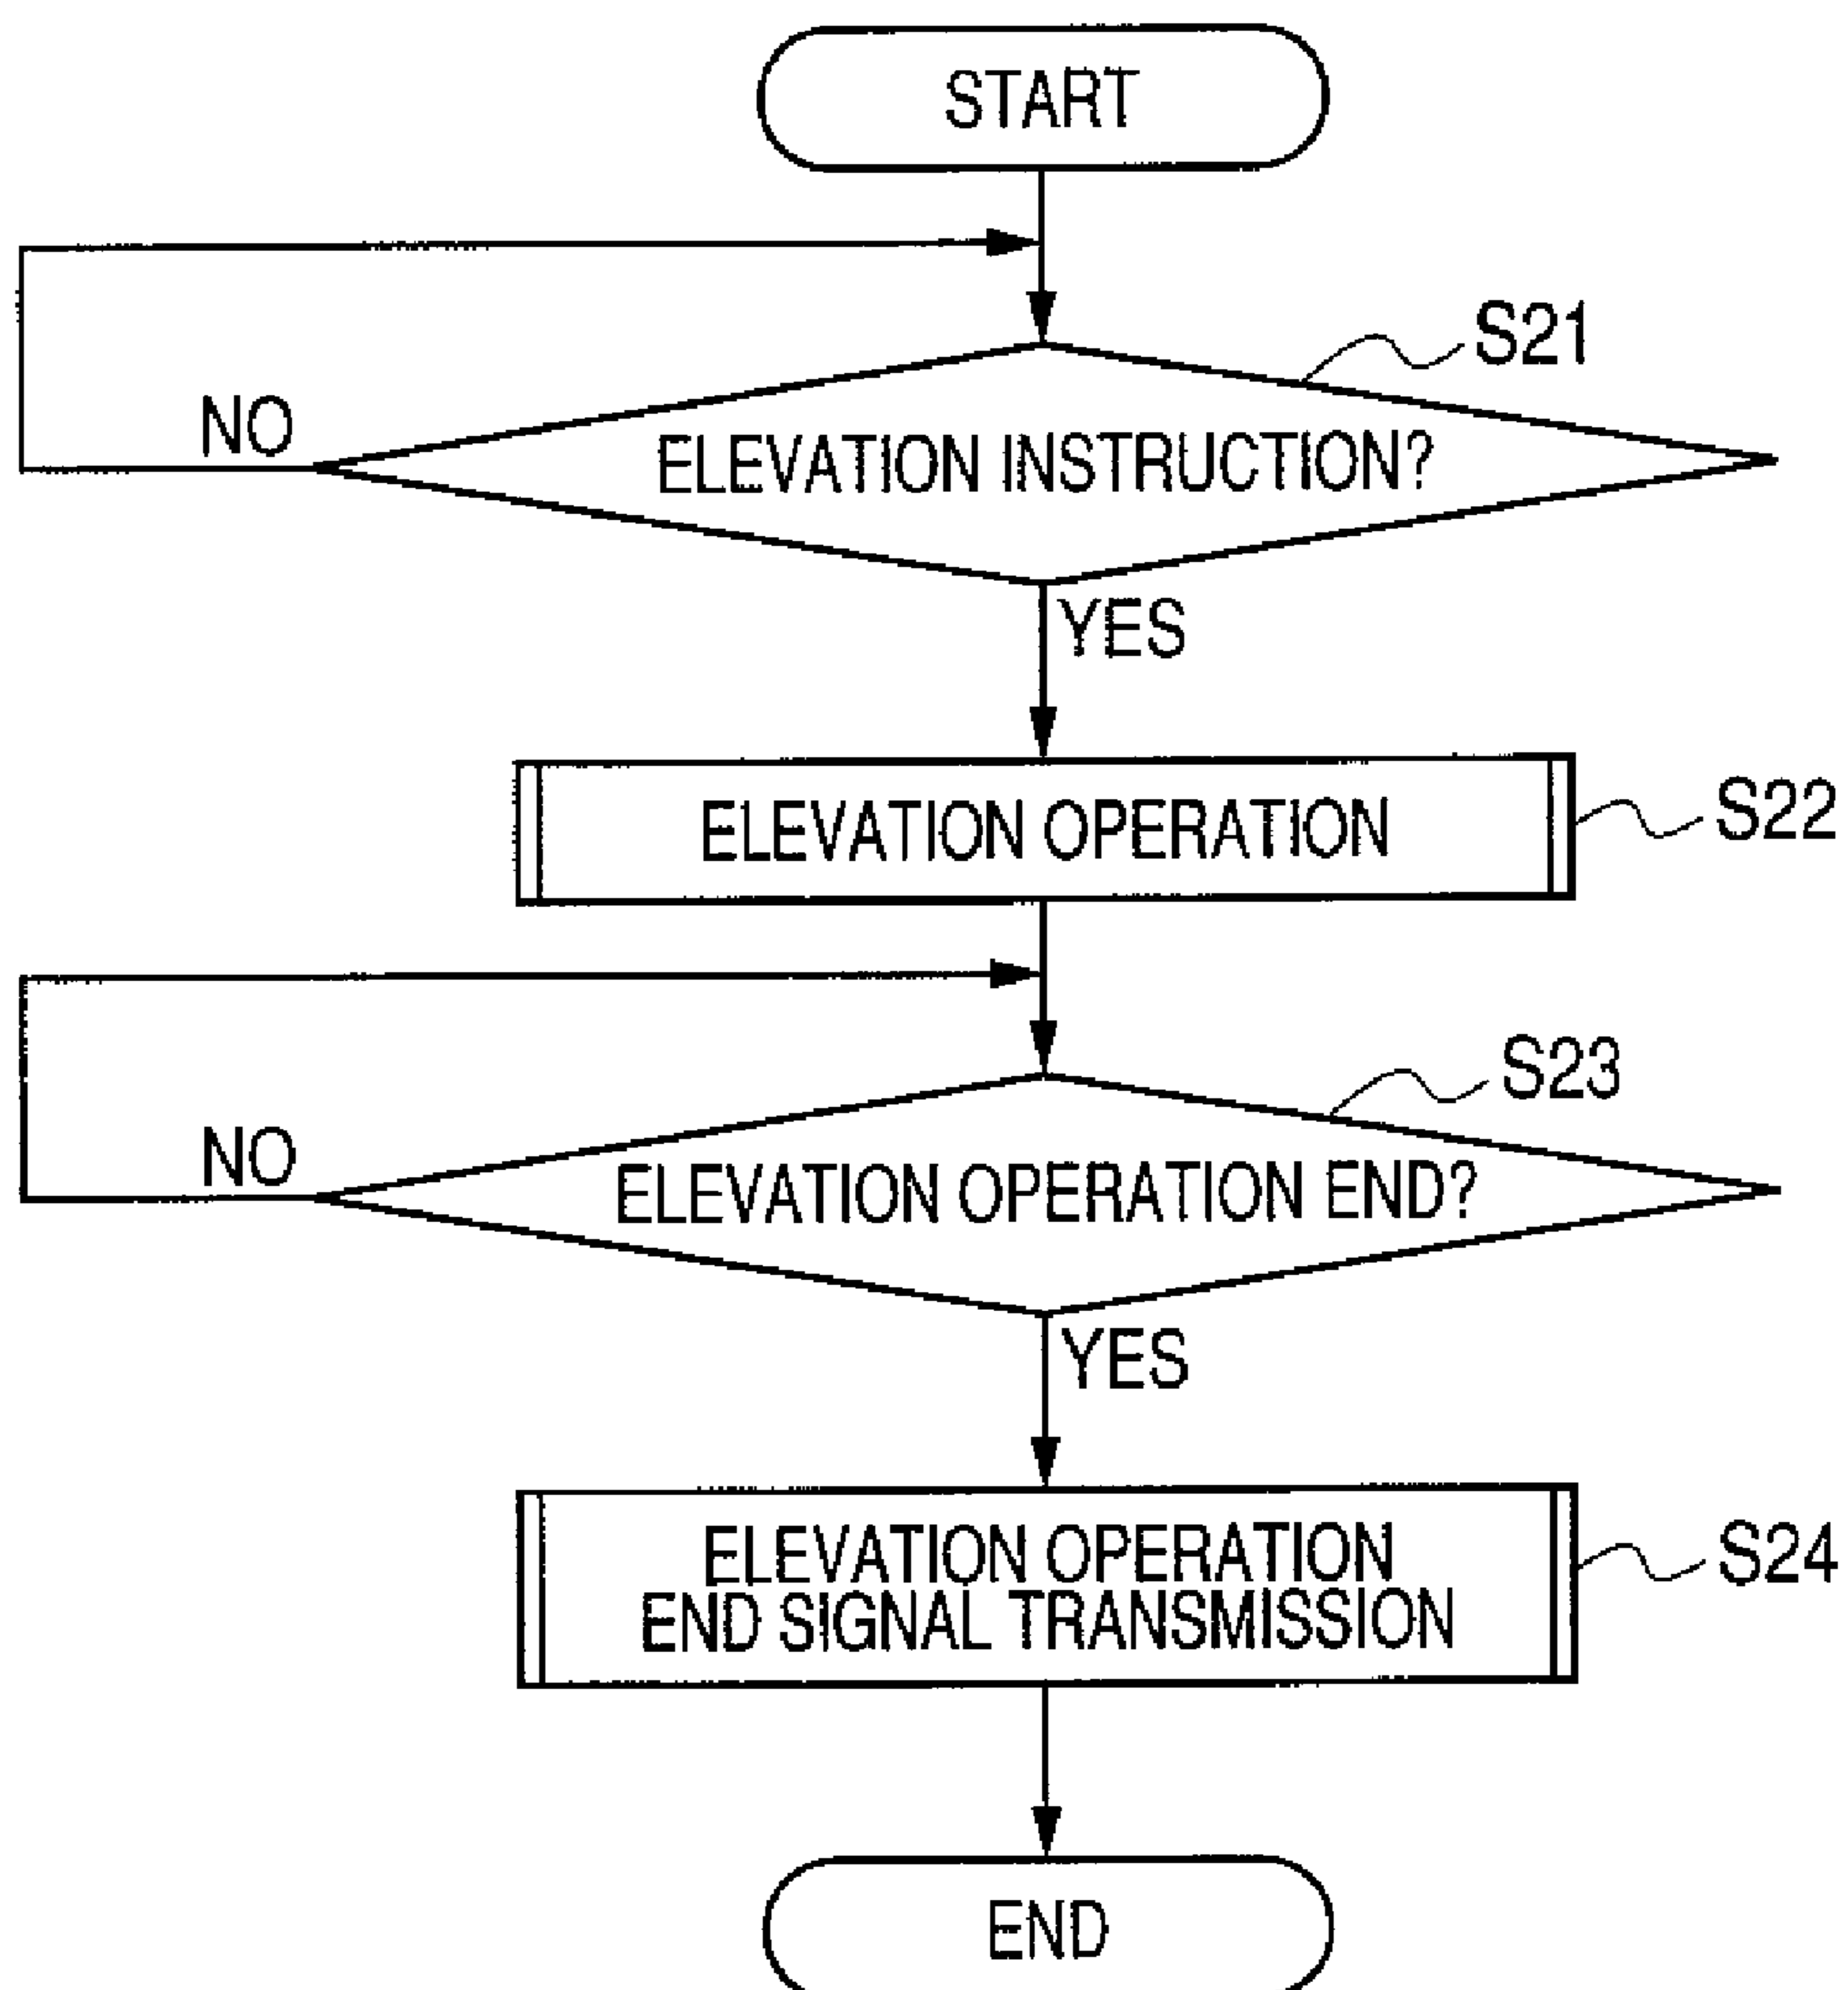 START
S21
NO
ELEVATION INSTRUCTION?
YES
ELEVATION OPERATION
S22
S23
NO
ELEVATION OPERATION END?
YES
ELEVATION OPERATION
END SIGNAL TRANSMISSION
S24
END